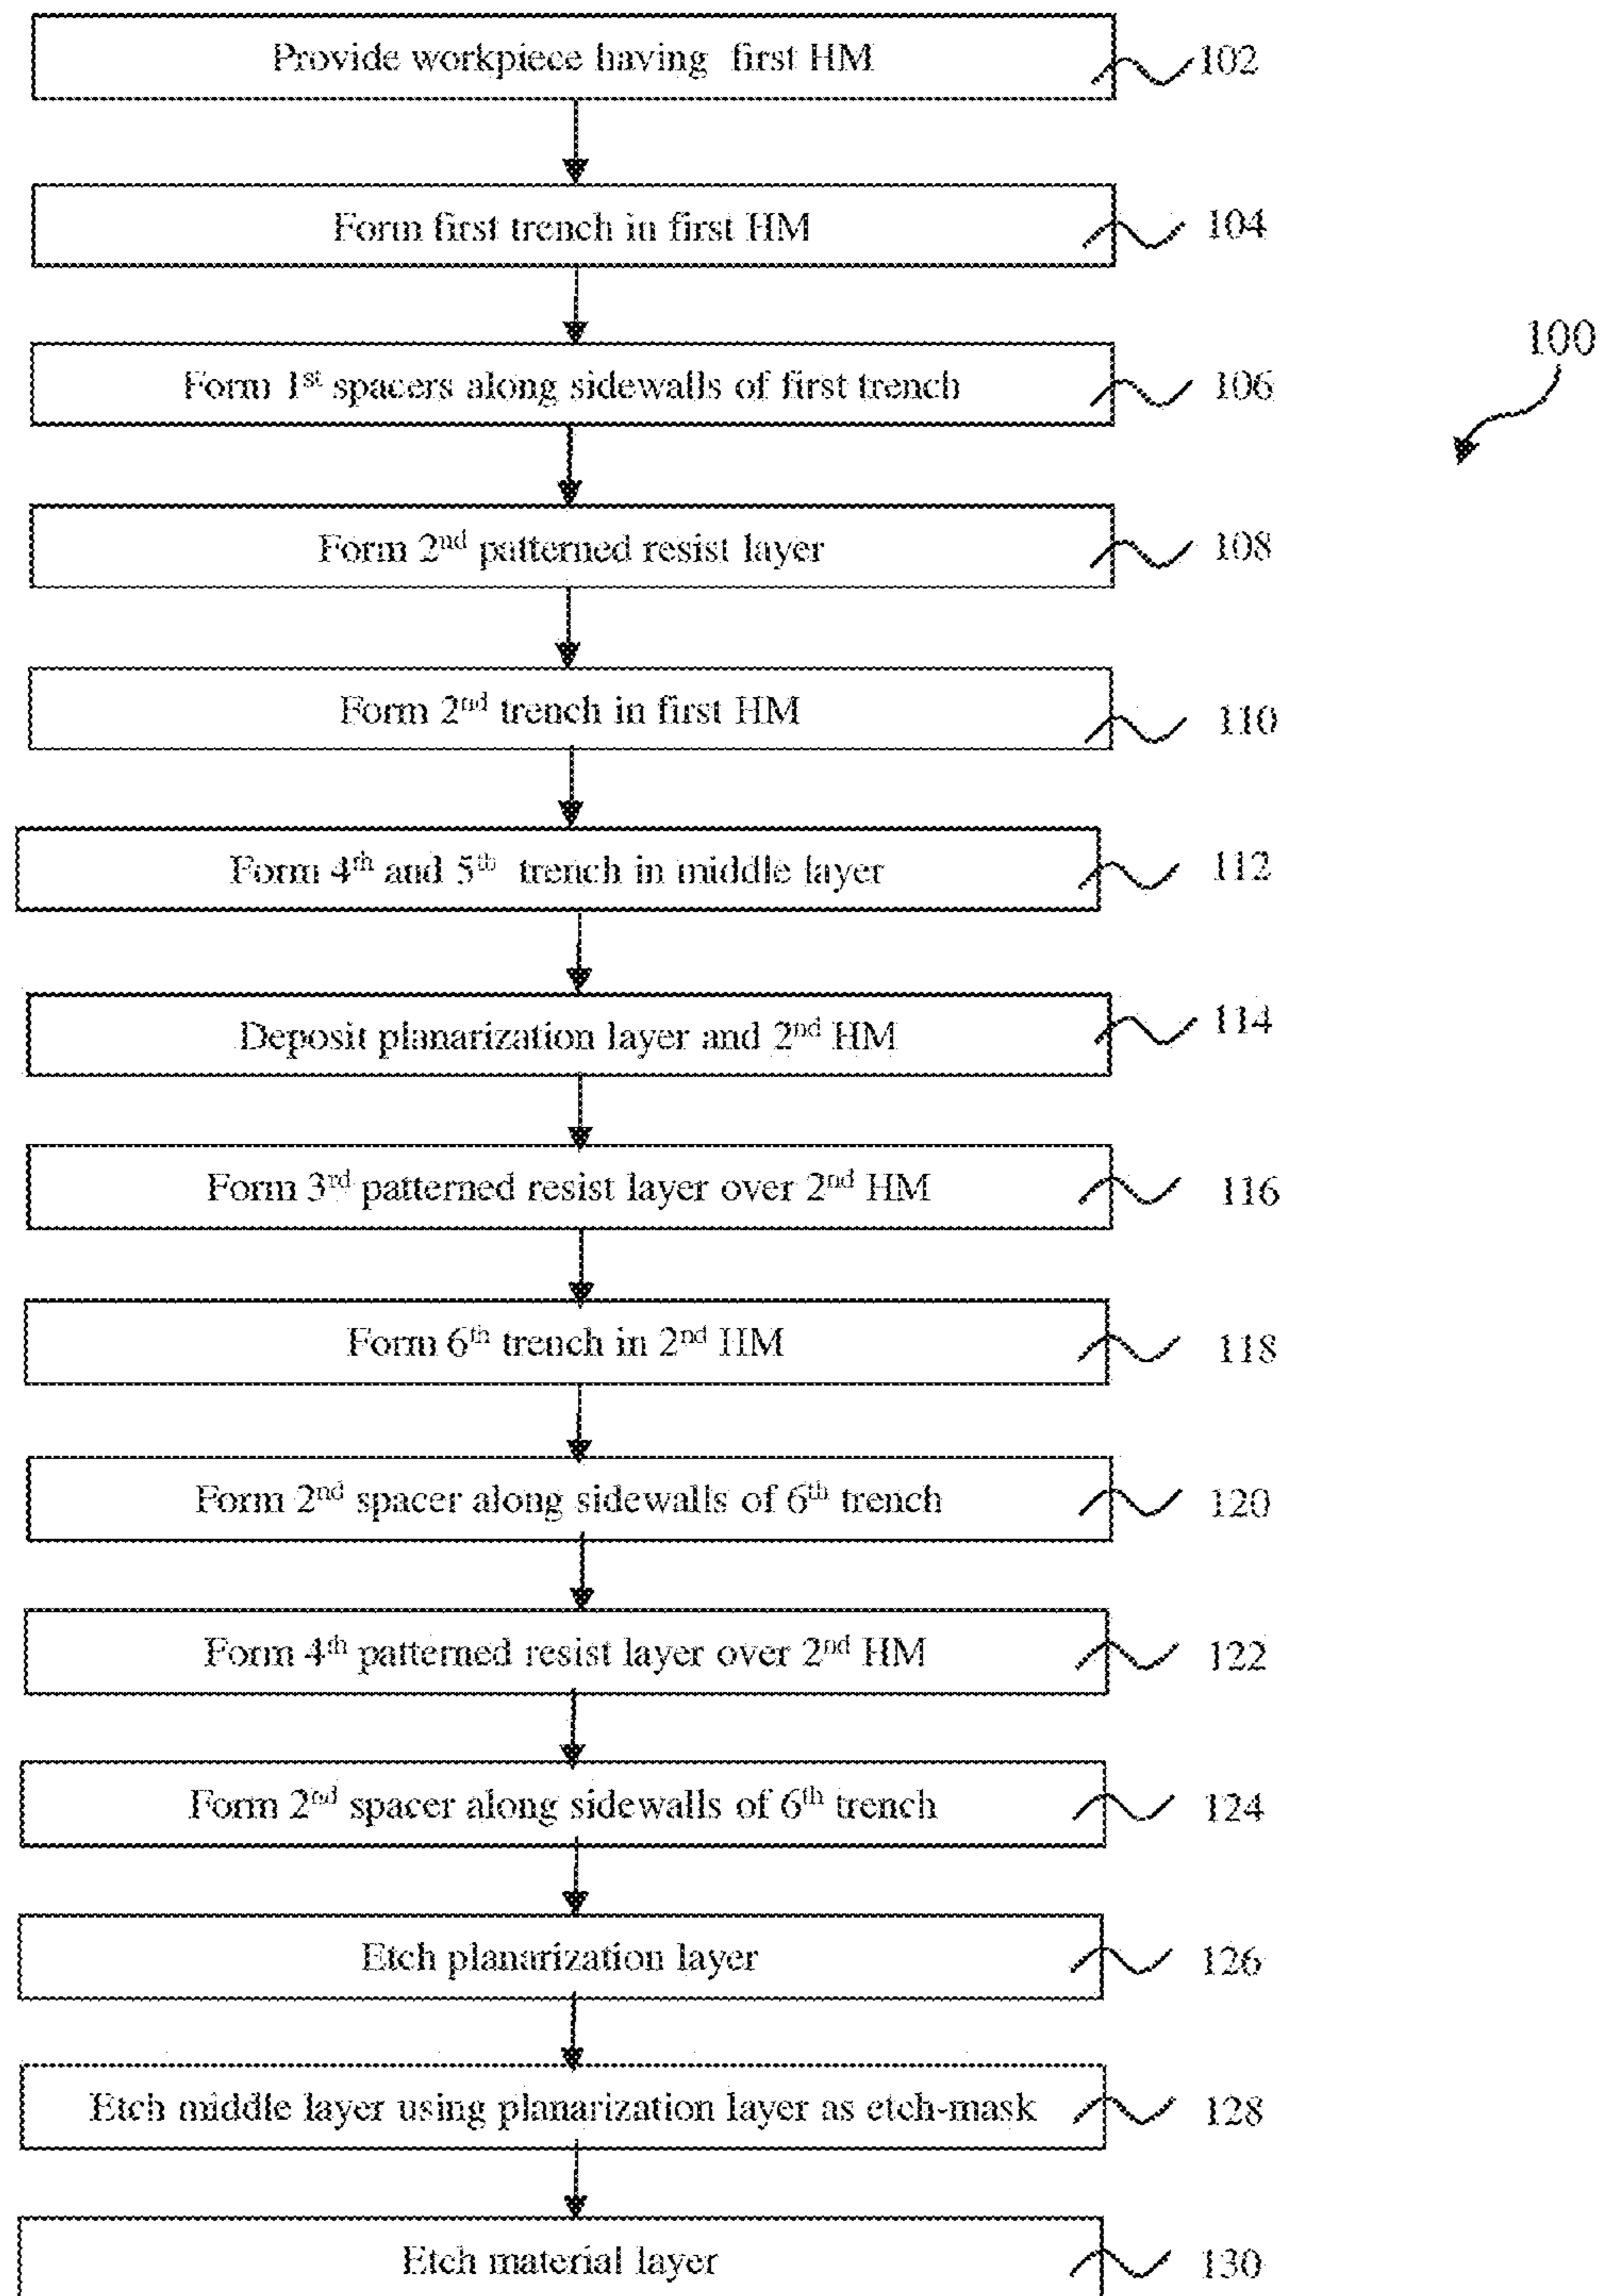 Provide workpiece having first HM 102
Form first trench in first HM 104
100
Form 1st spacers along sidewalls of first trench 106
Form 2nd patterned resist layer 108
Form 2nd trench in first HM 110
Form 4th and 5th trench in middle layer 112
Deposit planarization layer and 2nd HM 114
Form 3rd patterned resist layer over 2nd HM 116
Form 6th trench in 2nd HM 118
Form 2nd spacer along sidewalls of 6th trench 120
Form 4th patterned resist layer over 2nd HM 122
Form 2nd spacer along sidewalls of 6th trench 124
Etch planarization layer 126
Etch middle layer using planarization layer as etch-mask 128
Etch material layer 130